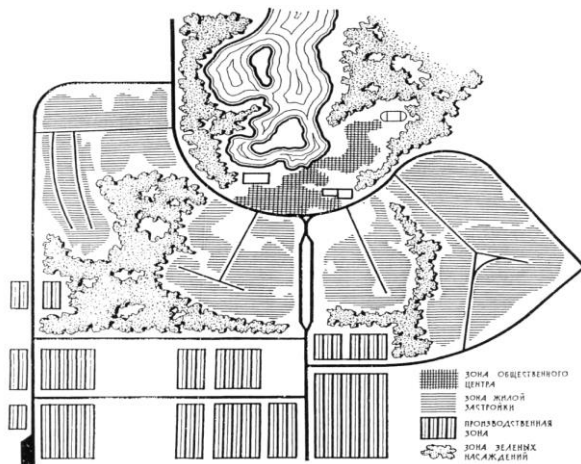 ЗОНА ОБЩЕСТВЕННОГО
ЦЕНТРА
ЗОНА ЖИЛОЙ
ЗАСТРОЙКИ
ПРОИЗВОДСТВЕННАЯ
ЗОНА
ЗОНА ЗЕЛЕНЫХ
НАСАЖДЕНИЙ